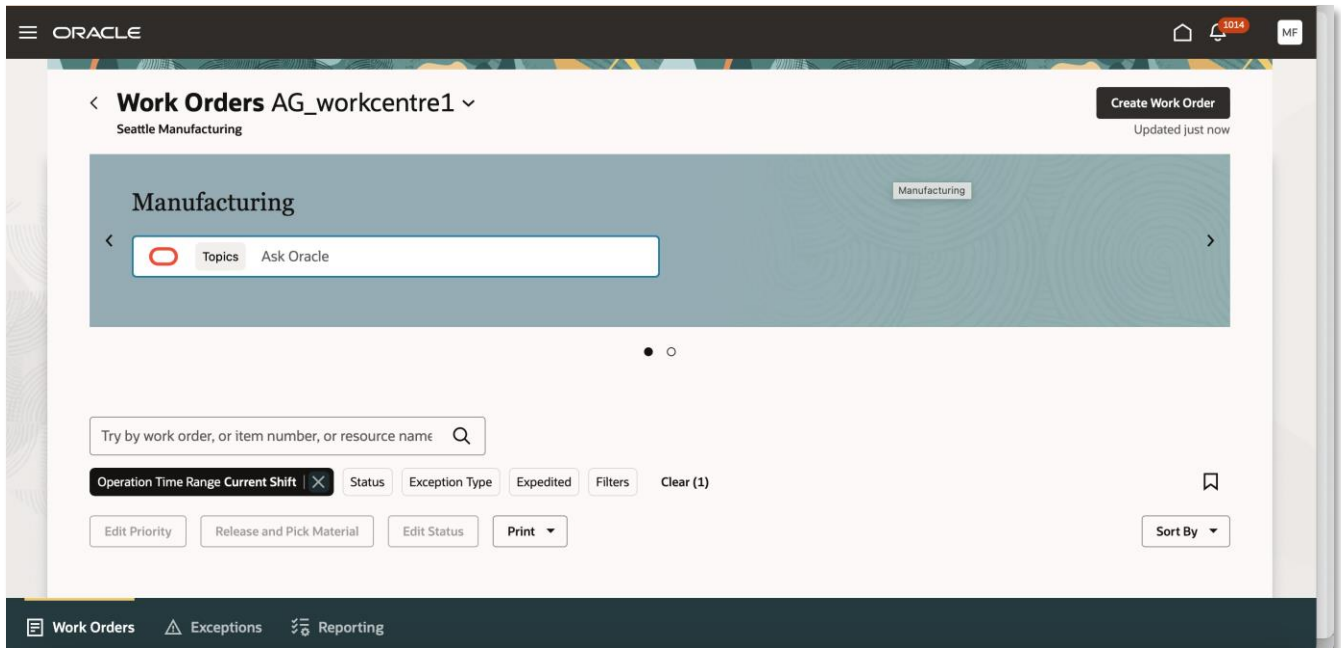 ORACLE
1014
MF
Work Orders AG_workcentre1
Create Work Order
Seattle Manufacturing
Updated just now
Manufacturing
Manufacturing
Topics Ask Oracle
Try by work order, or item number, or resource name
Operation Time Range Current Shift
Status
Exception Type
Expedited
Filters
Clear (1)
Edit Priority
Release and Pick Material
Edit Status
Print
Sort By
Work Orders
Exceptions
Reporting